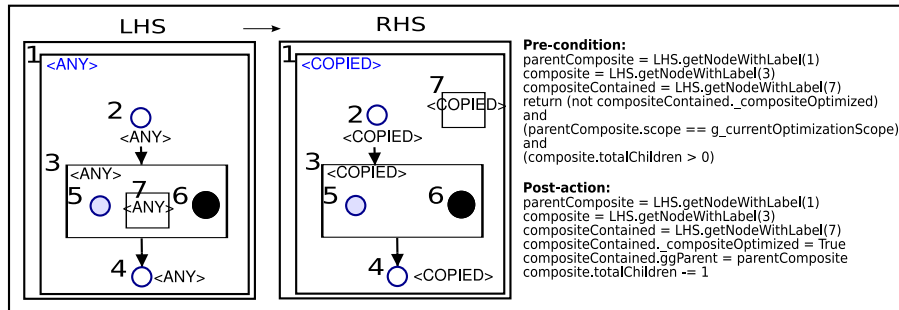 LHS
RHS
1
<ANY>
2
<ANY>
3
<ANY>
5
7
<ANY>
6
4
<ANY>
1
<COPIED>
7
<COPIED>
2
<COPIED>
3
<COPIED>
5
6
4
<COPIED>
Pre-condition:
parentComposite = LHS.getNodeWithLabel(1)
composite = LHS.getNodeWithLabel(3)
compositeContained = LHS.getNodeWithLabel(7)
return (not compositeContained._compositeOptimized)
and
(parentComposite.scope == g_currentOptimizationScope)
and
(composite.totalChildren > 0)
Post-action:
parentComposite = LHS.getNodeWithLabel(1)
composite = LHS.getNodeWithLabel(3)
compositeContained = LHS.getNodeWithLabel(7)
compositeContained._compositeOptimized = True
compositeContained.ggParent = parentComposite
composite.totalChildren -= 1